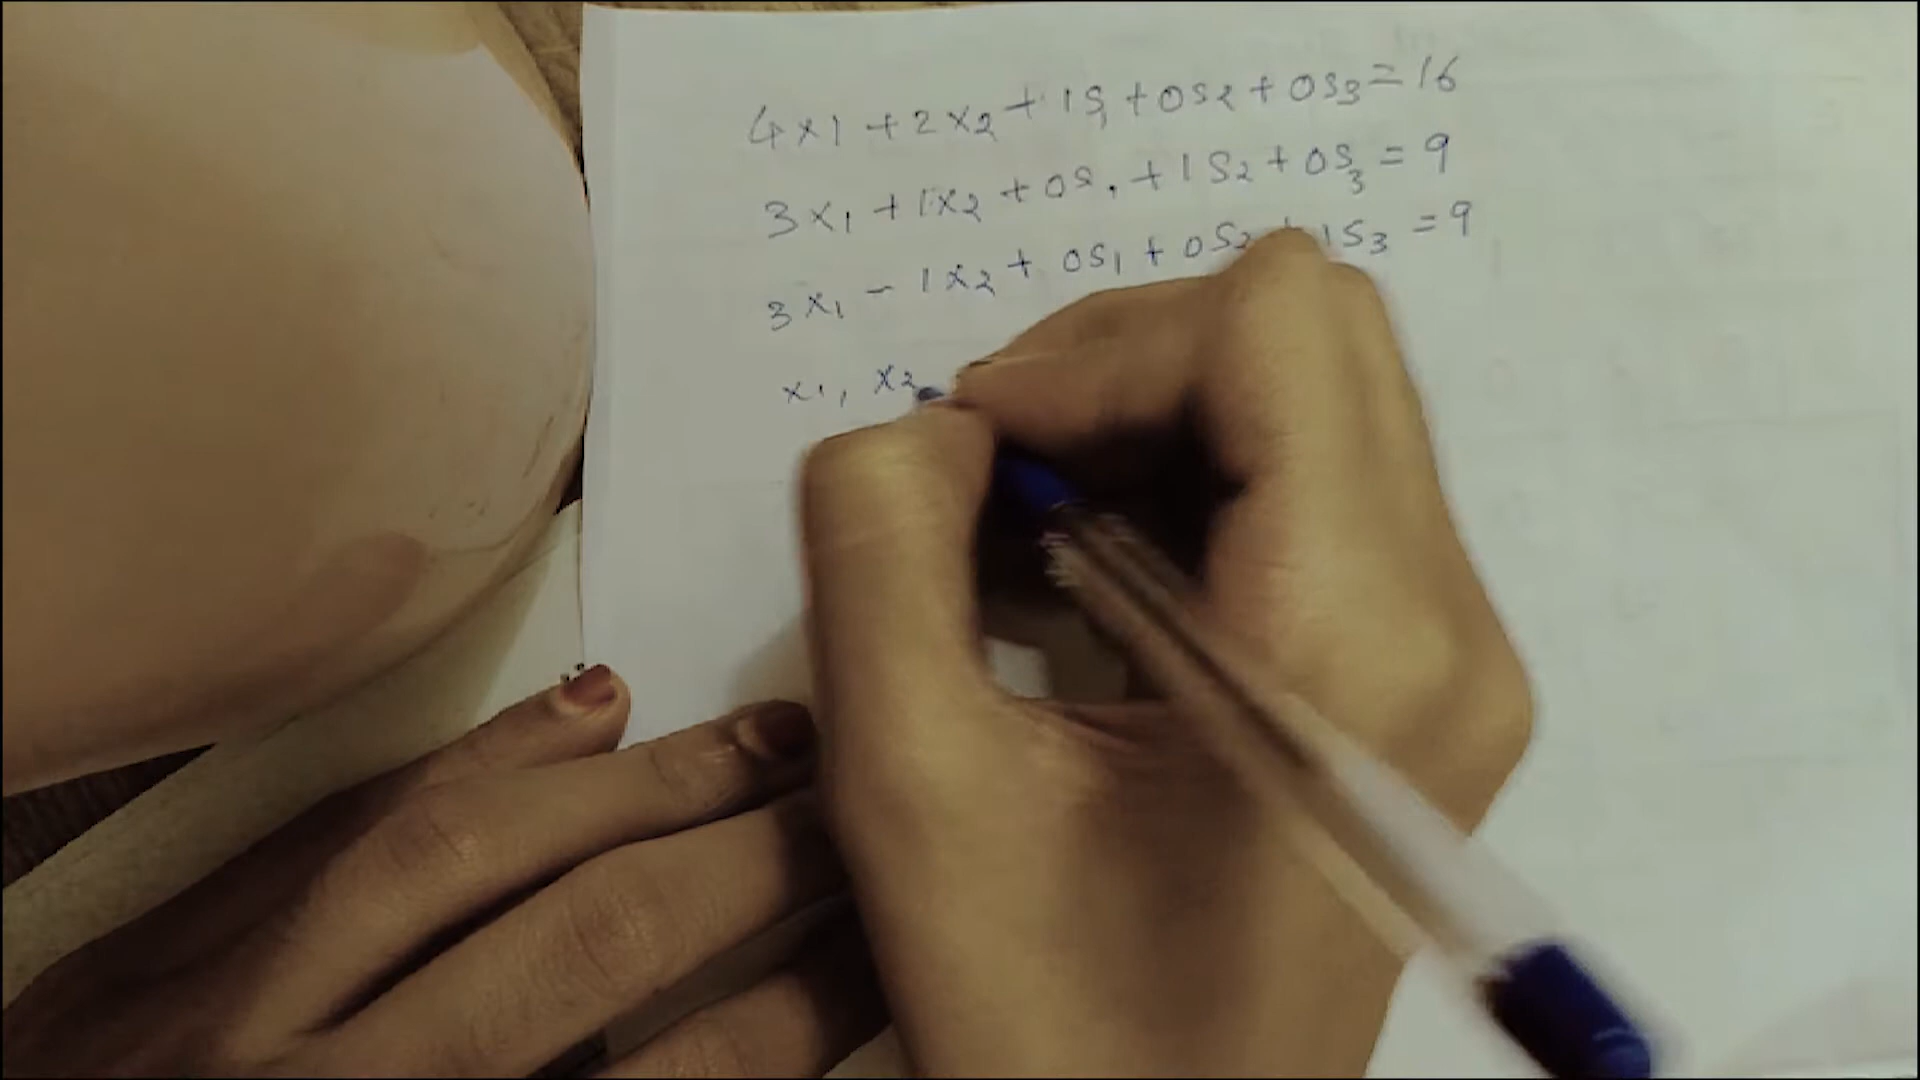 4x1 + 2x2 + 1s1 + 0s2 + 0s3 = 16
3x1 + 1x2 + 0s1 + 1s2 + 0s3 = 9
3x1 - 1x2 + 0s1 + 0s2 + 1s3 = 9
x1, x2